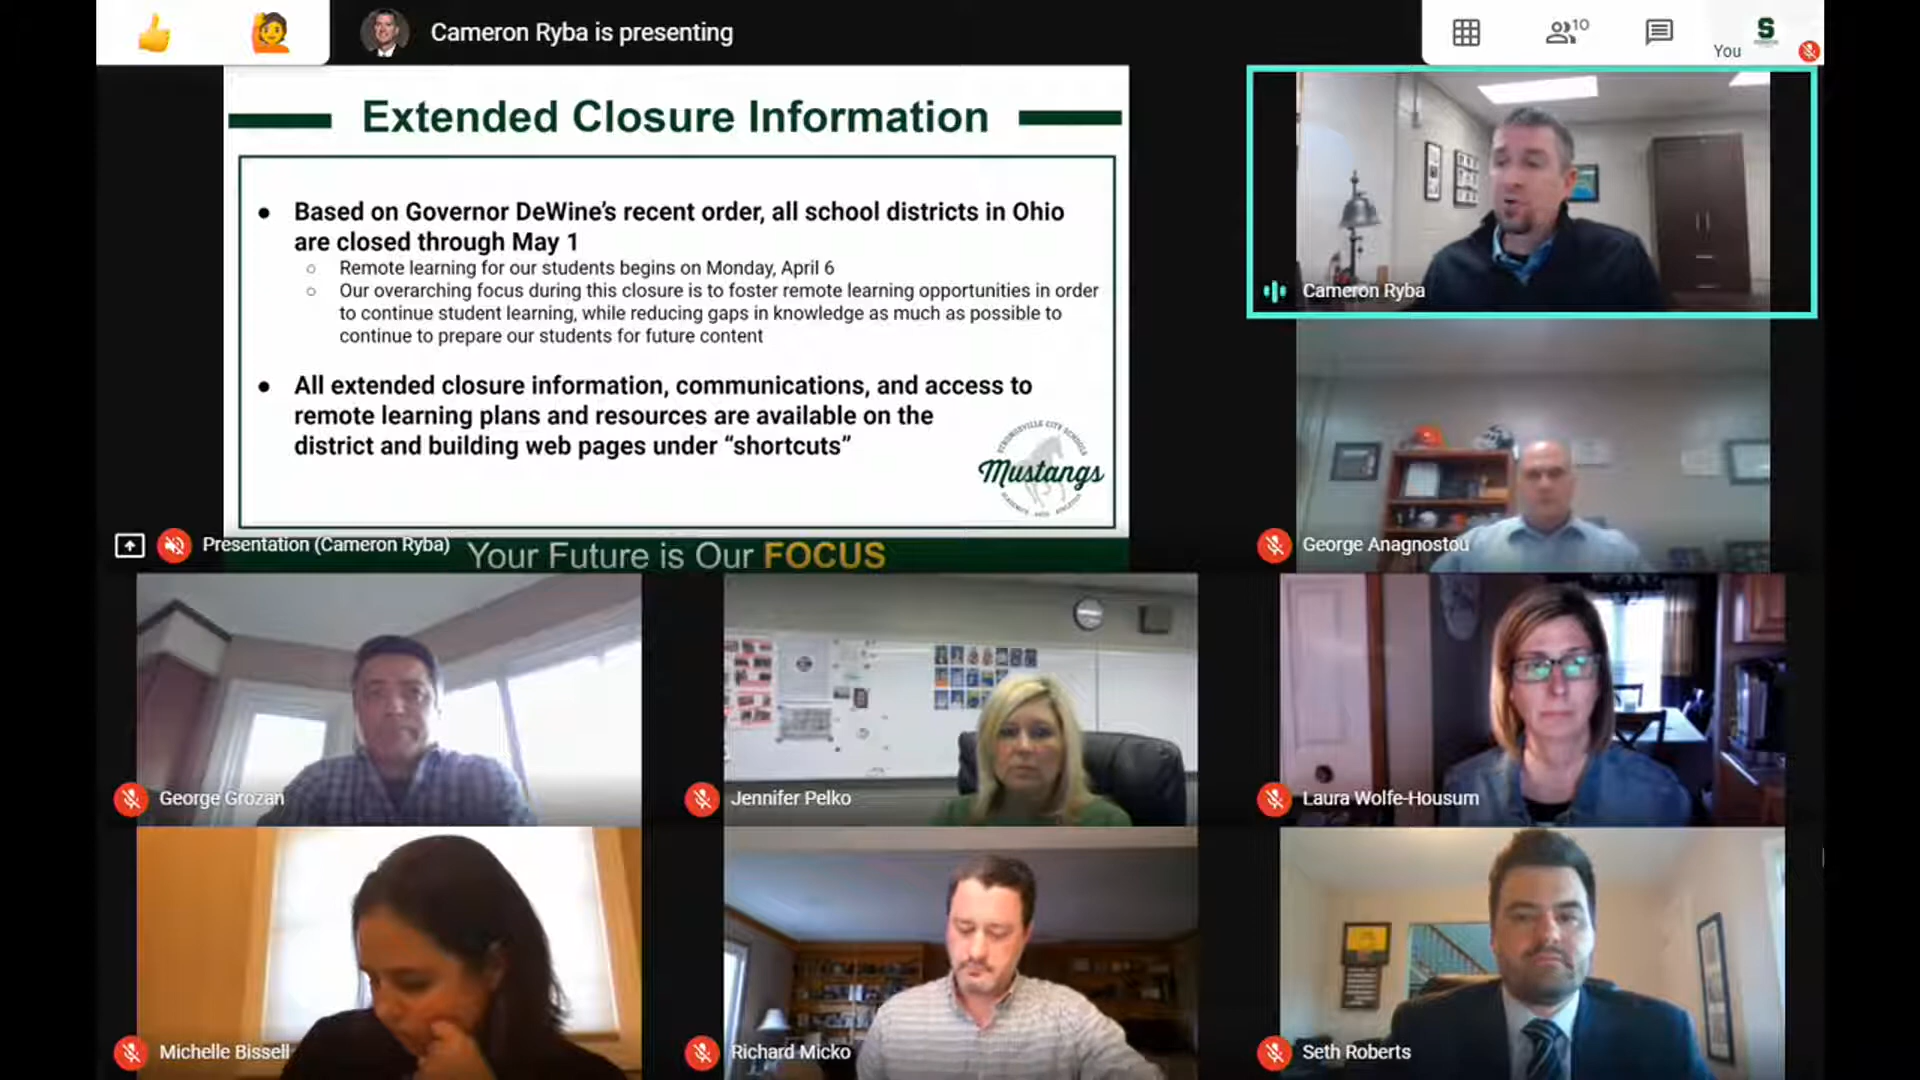 Cameron Ryba is presenting
10
You
S
Extended Closure Information
● Based on Governor DeWine’s recent order, all school districts in Ohio
are closed through May 1
○ Remote learning for our students begins on Monday, April 6
○ Our overarching focus during this closure is to foster remote learning opportunities in order
to continue student learning, while reducing gaps in knowledge as much as possible to
continue to prepare our students for future content
● All extended closure information, communications, and access to
remote learning plans and resources are available on the
district and building web pages under “shortcuts”
STRONGSVILLE CITY SCHOOLS
Mustangs
Your Future is Our FOCUS
Presentation (Cameron Ryba)
Cameron Ryba
George Anagnostou
George Grozan
Jennifer Pelko
Laura Wolfe-Housum
Michelle Bissell
Richard Micko
Seth Roberts